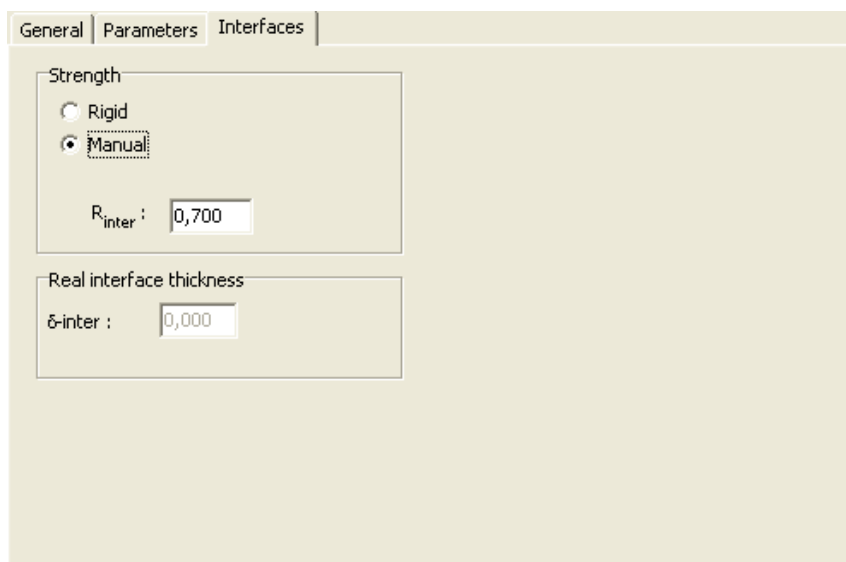 General Parameters Interfaces
Strength
Rigid
Manual
Rinter : 0,700
Real interface thickness
δ-inter : 0,000